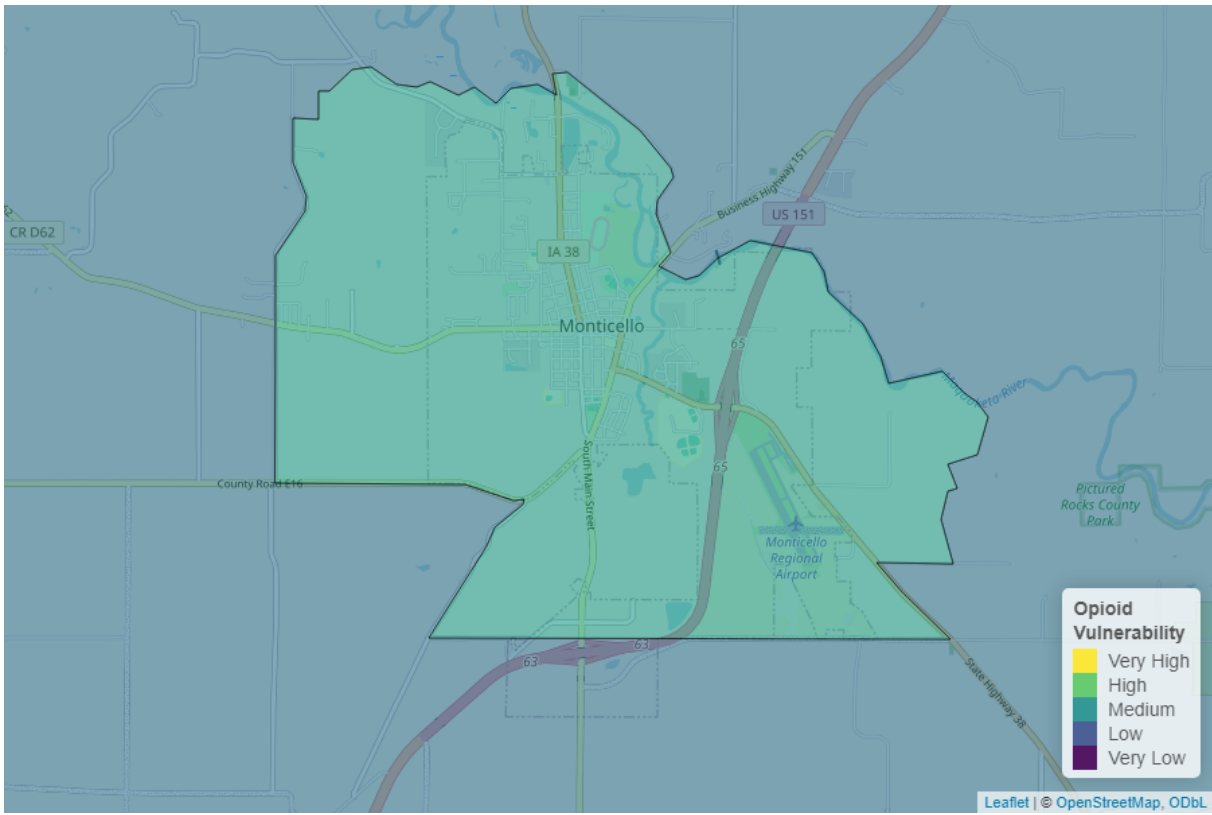 62
CR D62
Business Highway 151
US 151
IA 38
Monticello
65
Maquoketa River
65
South Main Street
County Road E16
Pictured
Rocks County
Park
Monticello
Regional
Airport
63
63
State Highway 38
Opioid
Vulnerability
Very High
High
Medium
Low
Very Low
Leaflet | © OpenStreetMap, ODbL